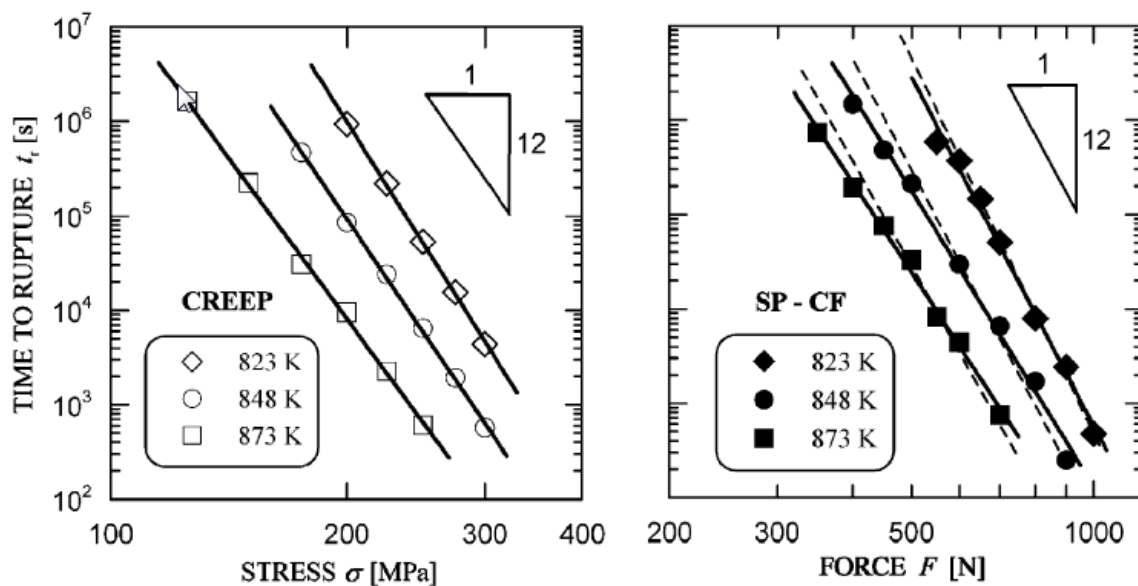 TIME TO RUPTURE t_r [s]
10^7
10^6
10^5
10^4
10^3
10^2
1
12
CREEP
823 K
848 K
873 K
100
200
300
400
STRESS σ [MPa]
1
12
SP - CF
823 K
848 K
873 K
200
300
500
1000
FORCE F [N]